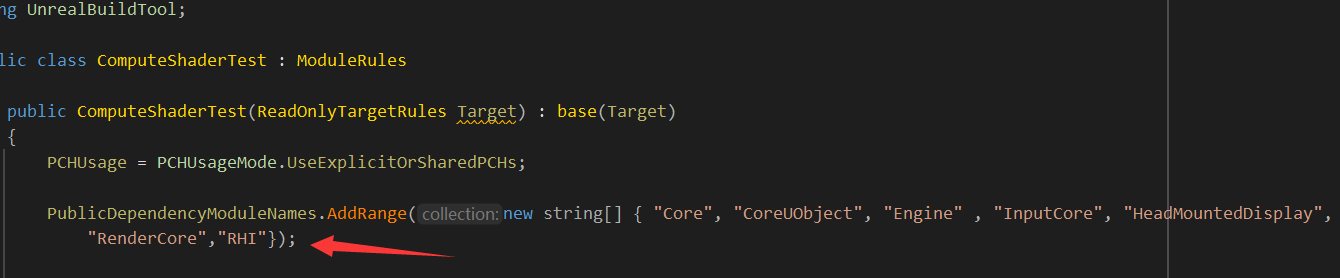 ng UnrealBuildTool;
lic class ComputeShaderTest : ModuleRules
public ComputeShaderTest(ReadOnlyTargetRules Target) : base(Target)
{
PCHUsage = PCHUsageMode.UseExplicitOrSharedPCHs;
PublicDependencyModuleNames.AddRange(collection: new string[] { "Core", "CoreUObject", "Engine" , "InputCore", "HeadMountedDisplay",
"RenderCore","RHI"});